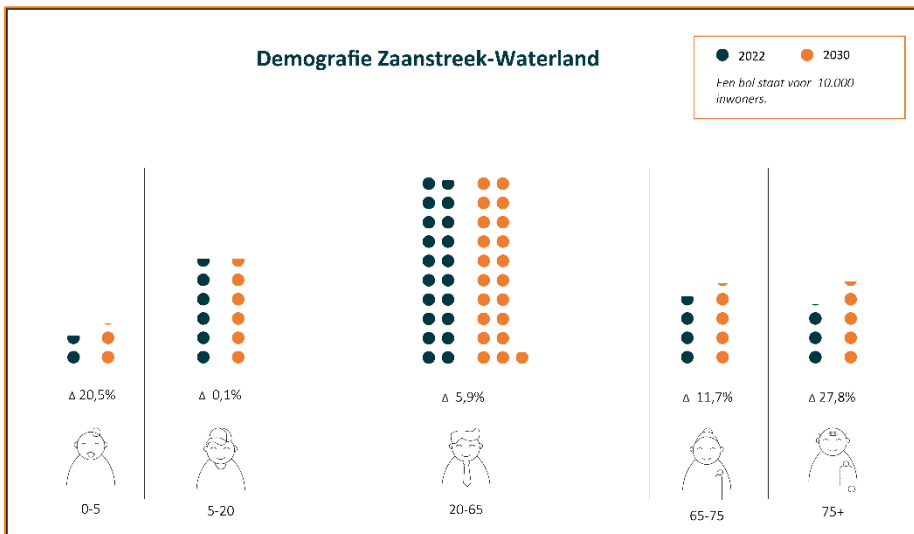 Demografie Zaanstreek-Waterland
2022 2030
Een bol staat voor 10.000
inwoners.
Δ 20,5% Δ 0,1% Δ 5,9% Δ 11,7% Δ 27,8%
0-5 5-20 20-65 65-75 75+